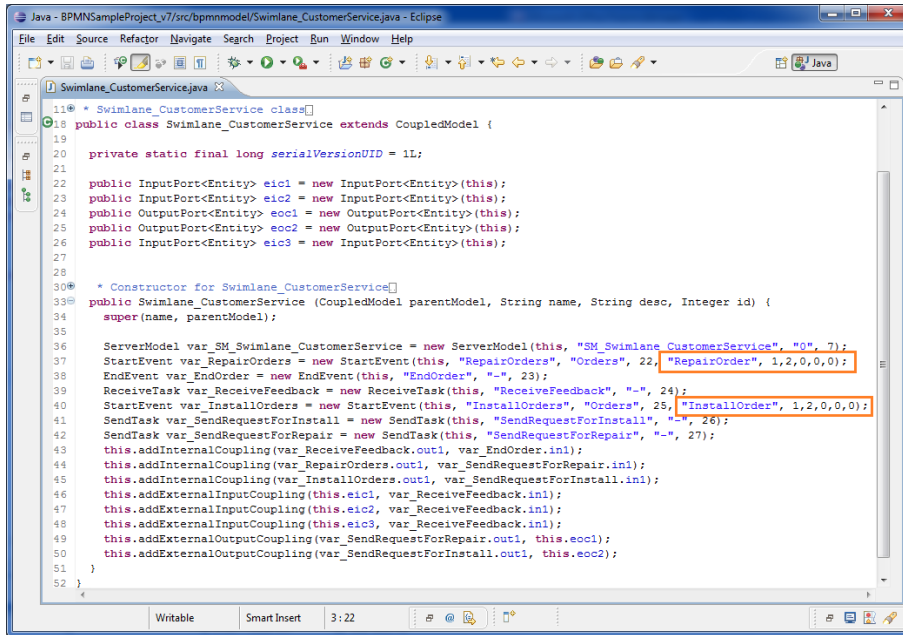 Java - BPMNSampleProject_v7/src/bpmnmodel/Swimlane_CustomerService.java - Eclipse
File Edit Source Refactor Navigate Search Project Run Window Help
Java
Swimlane_CustomerService.java
11 * Swimlane_CustomerService class
18 public class Swimlane_CustomerService extends CoupledModel {
19
20 private static final long serialVersionUID = 1L;
21
22 public InputPort<Entity> eic1 = new InputPort<Entity>(this);
23 public InputPort<Entity> eic2 = new InputPort<Entity>(this);
24 public OutputPort<Entity> eoc1 = new OutputPort<Entity>(this);
25 public OutputPort<Entity> eoc2 = new OutputPort<Entity>(this);
26 public InputPort<Entity> eic3 = new InputPort<Entity>(this);
27
28
30 * Constructor for Swimlane_CustomerService
33 public Swimlane_CustomerService (CoupledModel parentModel, String name, String desc, Integer id) {
34 super(name, parentModel);
35
36 ServerModel var_SM_Swimlane_CustomerService = new ServerModel(this, "SM_Swimlane_CustomerService", "0", 7);
37 StartEvent var_RepairOrders = new StartEvent(this, "RepairOrders", "Orders", 22, "RepairOrder", 1,2,0,0,0);
38 EndEvent var_EndOrder = new EndEvent(this, "EndOrder", "-", 23);
39 ReceiveTask var_ReceiveFeedback = new ReceiveTask(this, "ReceiveFeedback", "-", 24);
40 StartEvent var_InstallOrders = new StartEvent(this, "InstallOrders", "Orders", 25, "InstallOrder", 1,2,0,0,0);
41 SendTask var_SendRequestForInstall = new SendTask(this, "SendRequestForInstall", "-", 26);
42 SendTask var_SendRequestForRepair = new SendTask(this, "SendRequestForRepair", "-", 27);
43 this.addInternalCoupling(var_ReceiveFeedback.out1, var_EndOrder.in1);
44 this.addInternalCoupling(var_RepairOrders.out1, var_SendRequestForRepair.in1);
45 this.addInternalCoupling(var_InstallOrders.out1, var_SendRequestForInstall.in1);
46 this.addExternalInputCoupling(this.eic1, var_ReceiveFeedback.in1);
47 this.addExternalInputCoupling(this.eic2, var_ReceiveFeedback.in1);
48 this.addExternalInputCoupling(this.eic3, var_ReceiveFeedback.in1);
49 this.addExternalOutputCoupling(var_SendRequestForRepair.out1, this.eoc1);
50 this.addExternalOutputCoupling(var_SendRequestForInstall.out1, this.eoc2);
51 }
52 }
Writable Smart Insert 3 : 22